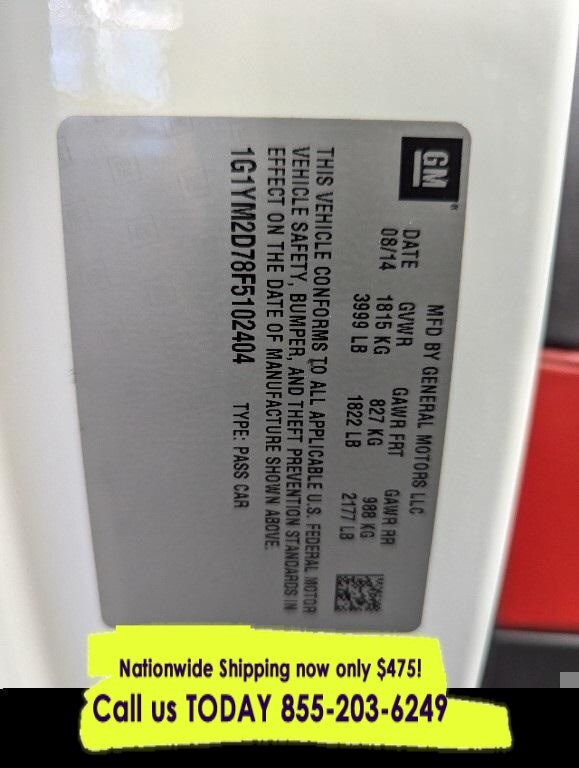 GM
MFD BY GENERAL MOTORS LLC
DATE GVWR GAWR FRT GAWR RR
08/14 1815 KG 827 KG 988 KG
3999 LB 1822 LB 2177 LB
THIS VEHICLE CONFORMS TO ALL APPLICABLE U.S. FEDERAL MOTOR
VEHICLE SAFETY, BUMPER, AND THEFT PREVENTION STANDARDS IN
EFFECT ON THE DATE OF MANUFACTURE SHOWN ABOVE.
1G1YM2D78F5102404 TYPE: PASS CAR
Nationwide Shipping now only $475!
Call us TODAY 855-203-6249